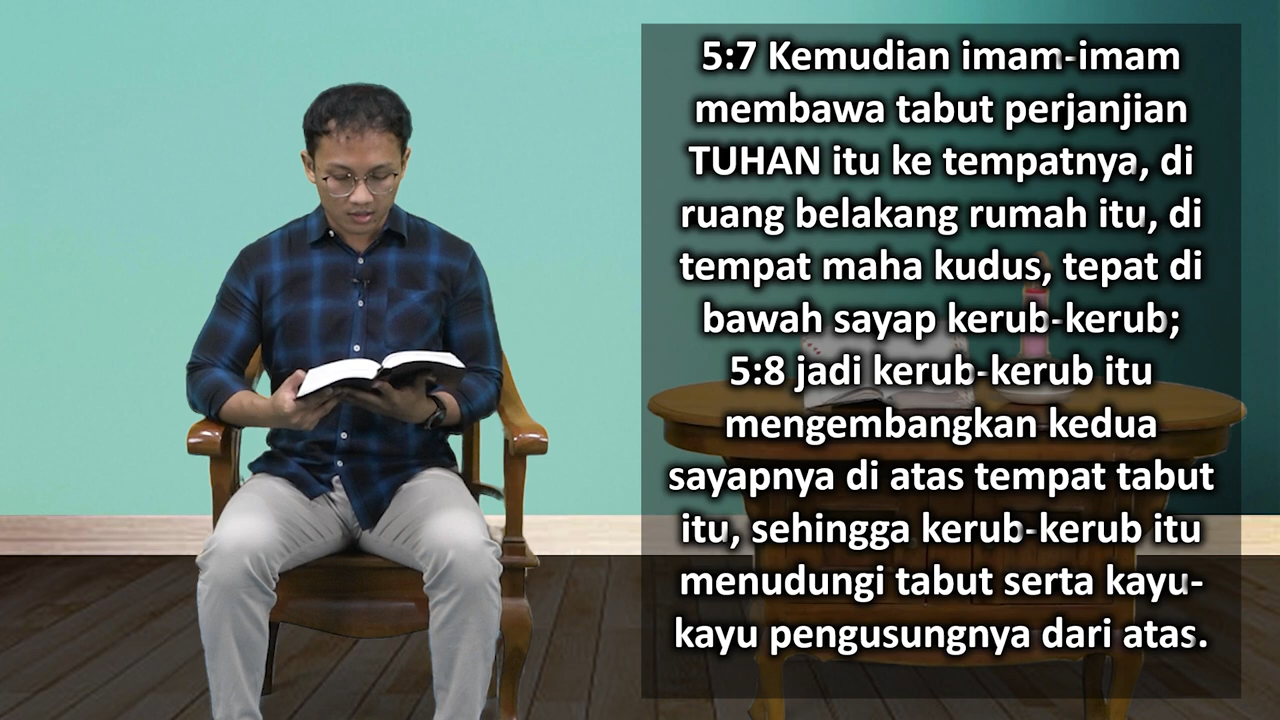 5:7 Kemudian imam-imam
membawa tabut perjanjian
TUHAN itu ke tempatnya, di
ruang belakang rumah itu, di
tempat maha kudus, tepat di
bawah sayap kerub-kerub;
5:8 jadi kerub-kerub itu
mengembangkan kedua
sayapnya di atas tempat tabut
itu, sehingga kerub-kerub itu
menudungi tabut serta kayu-
kayu pengusungnya dari atas.